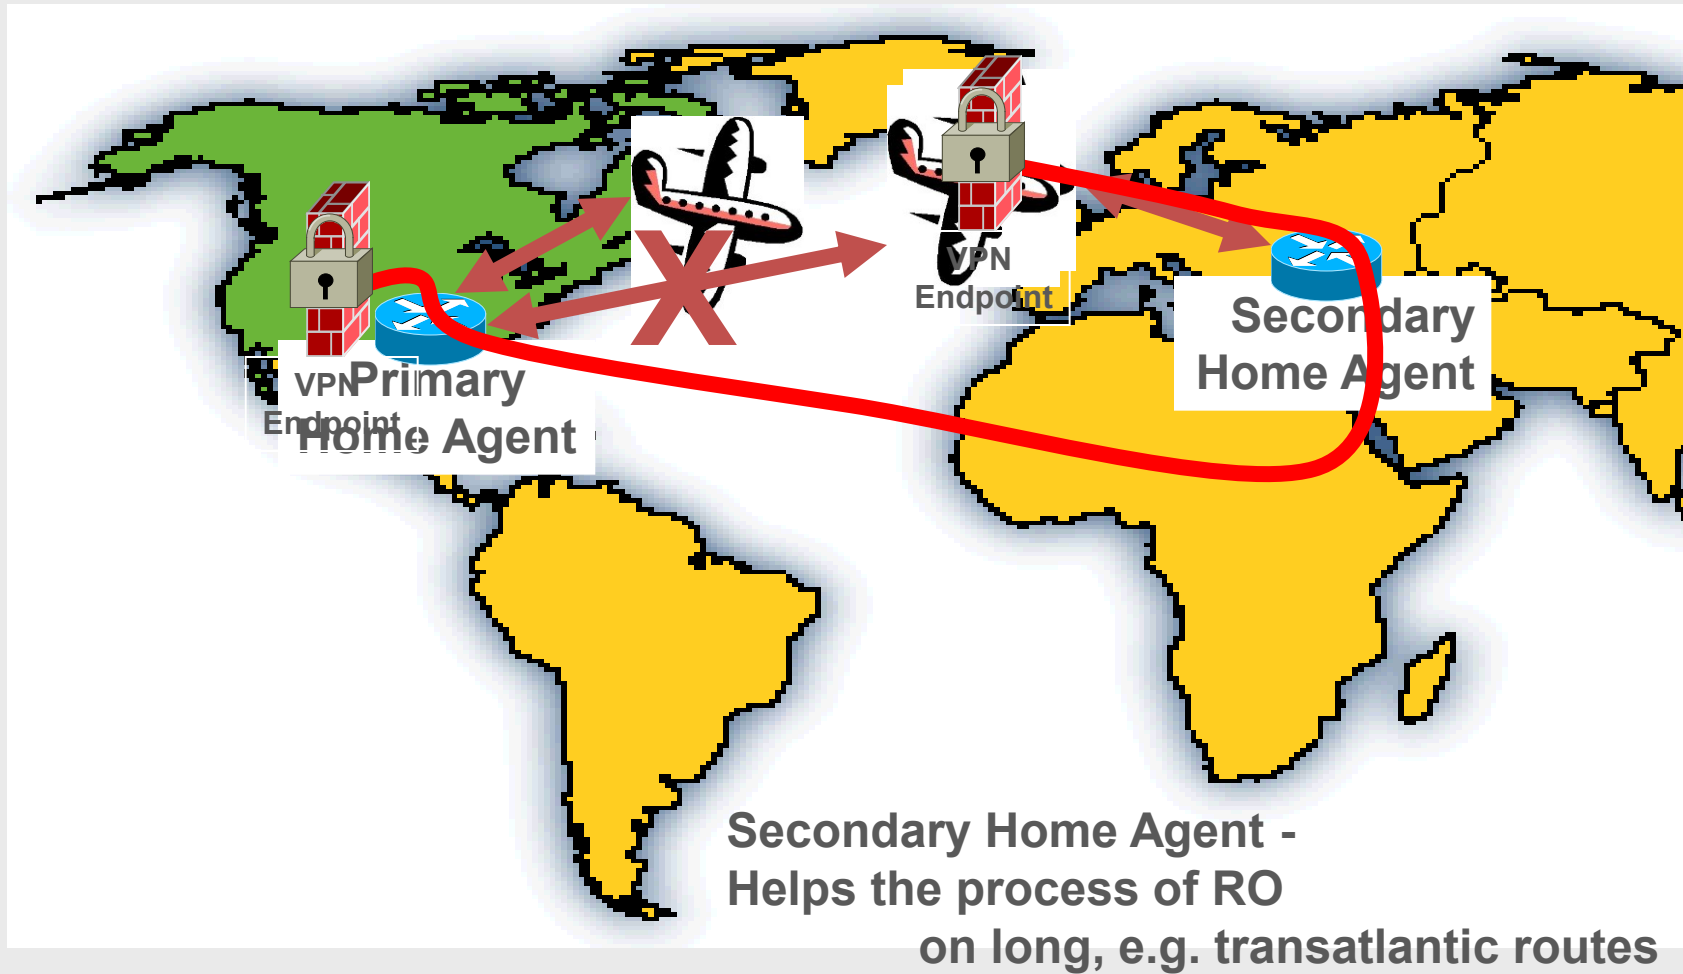 VPN
Endpoint
Secondary
Home Agent
VPN
Endpoint
Primary
Home Agent
X
Secondary Home Agent -
Helps the process of RO
on long, e.g. transatlantic routes